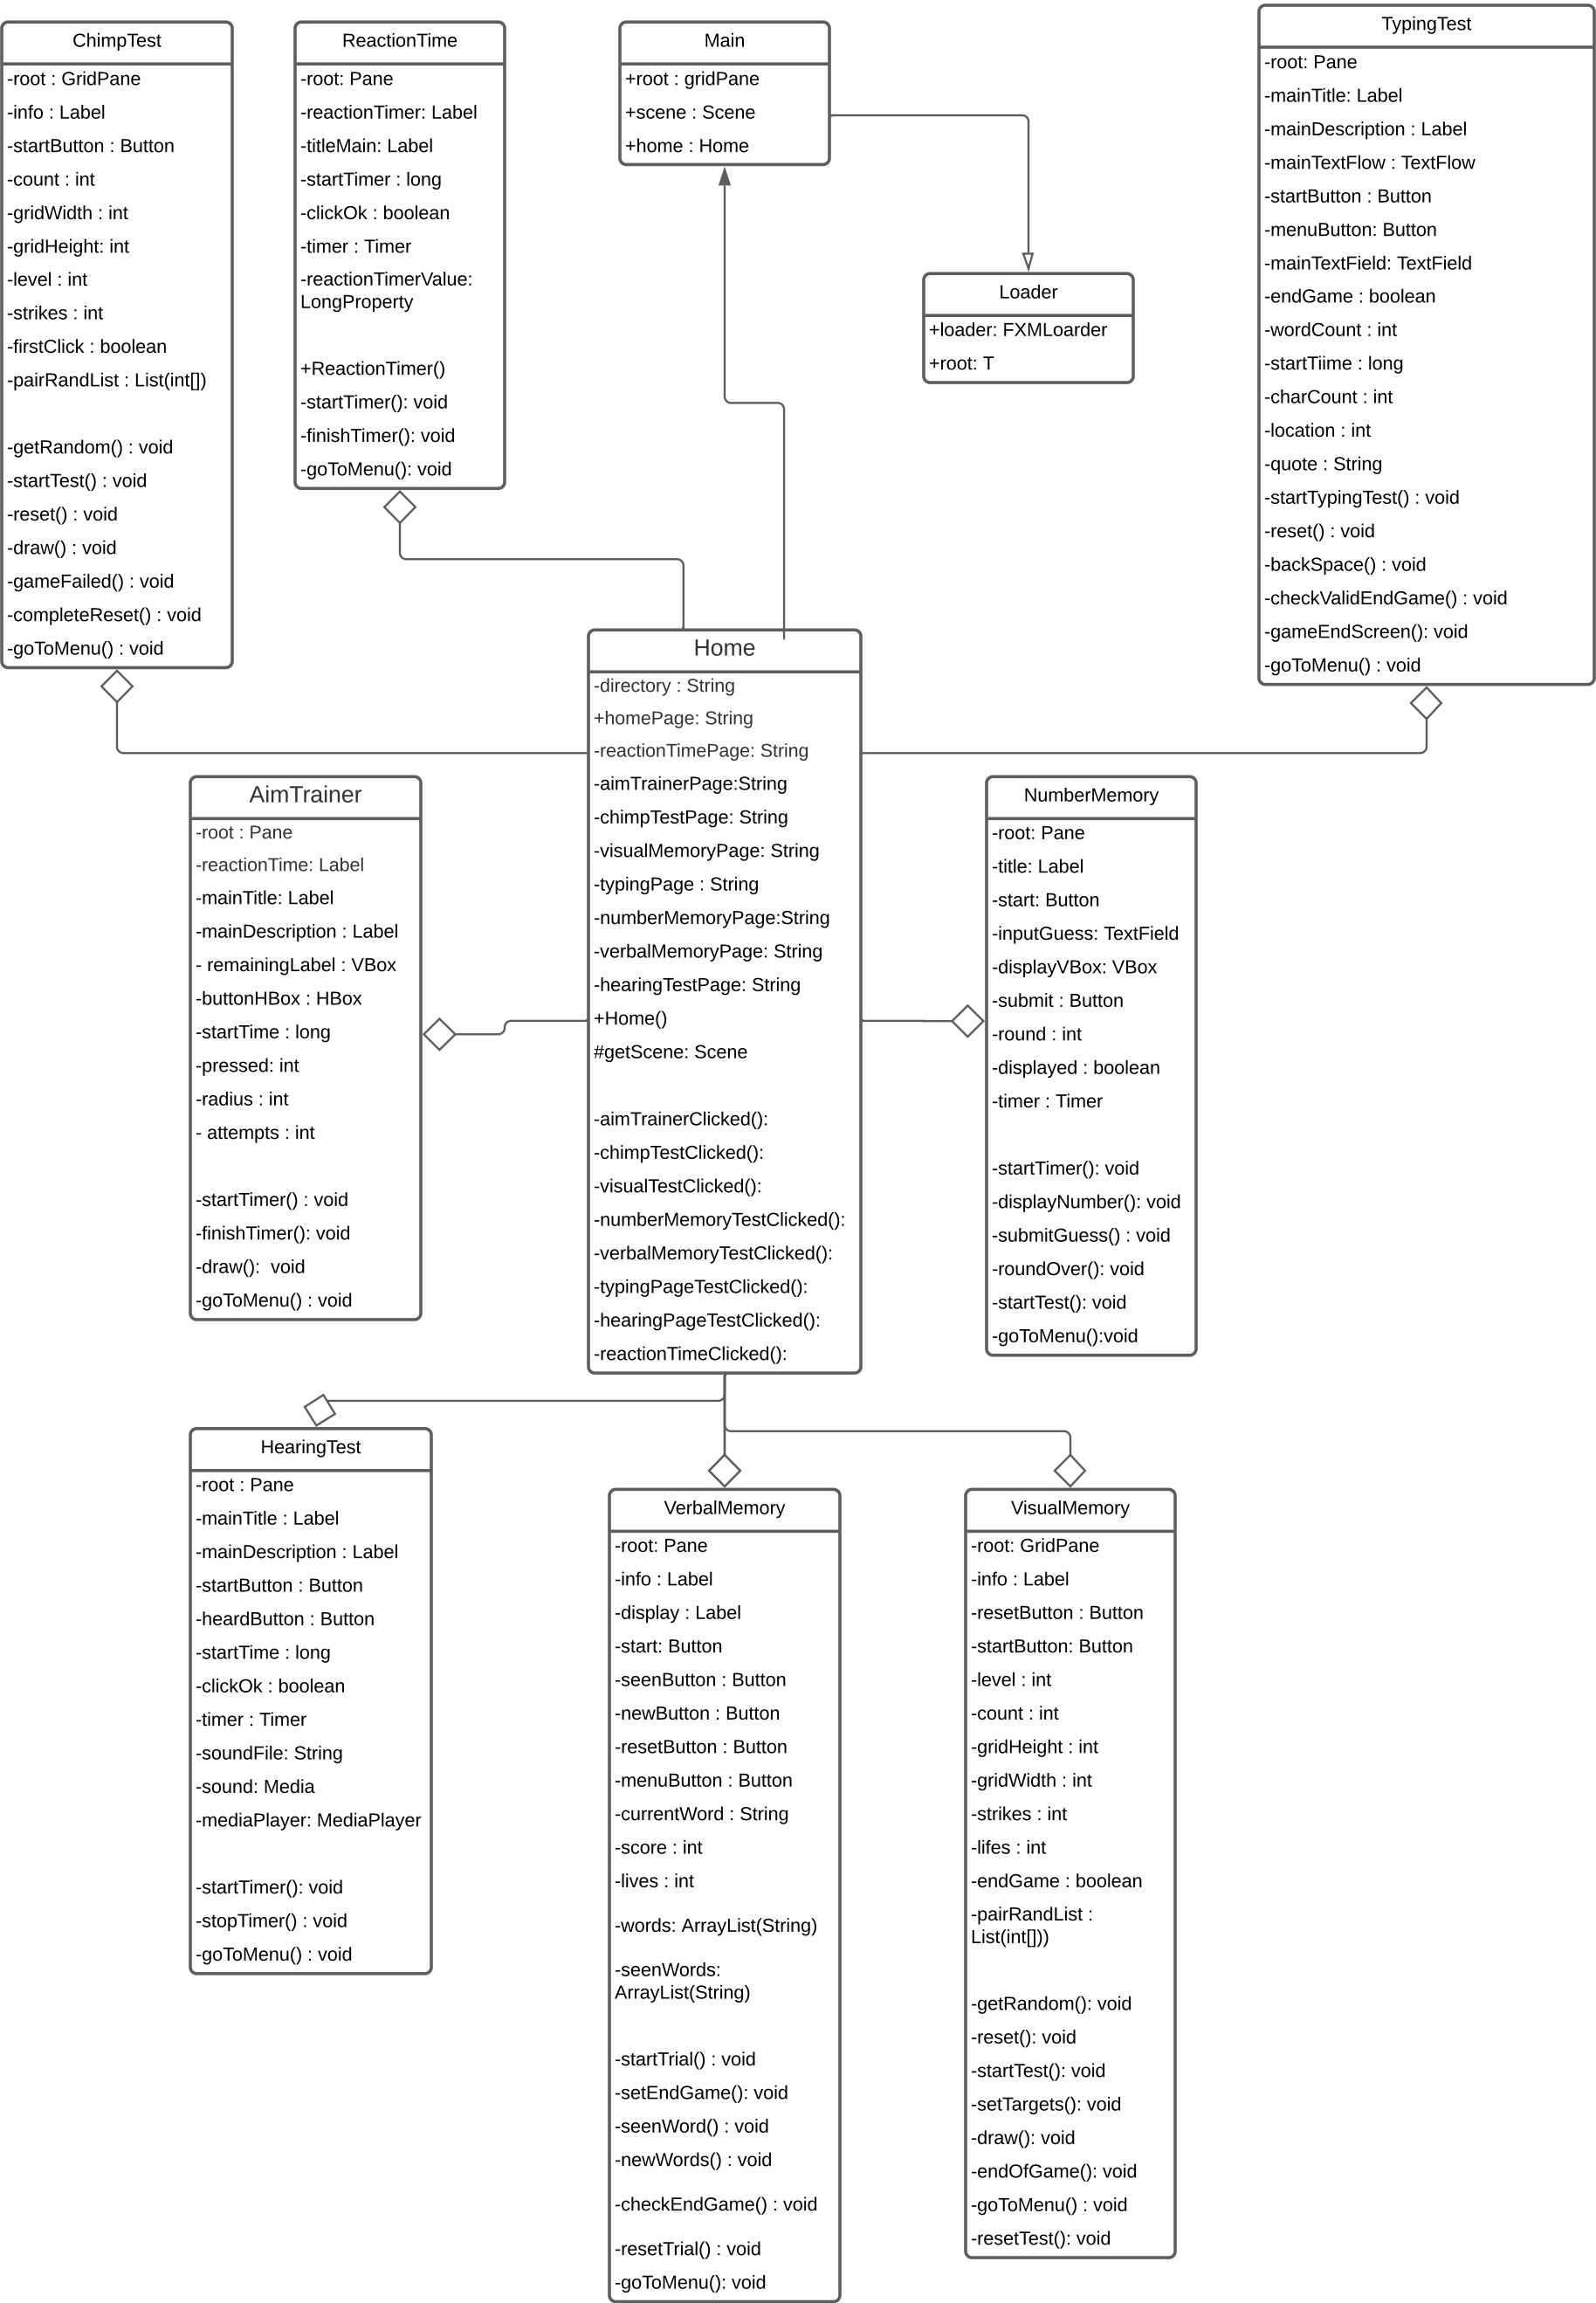 ChimpTest
-root : GridPane
-info : Label
-startButton : Button
-count : int
-gridWidth : int
-gridHeight: int
-level : int
-strikes : int
-firstClick : boolean
-pairRandList : List(int[])
-getRandom() : void
-startTest() : void
-reset() : void
-draw() : void
-gameFailed() : void
-completeReset() : void
-goToMenu() : void
ReactionTime
-root: Pane
-reactionTimer: Label
-titleMain: Label
-startTimer : long
-clickOk : boolean
-timer : Timer
-reactionTimerValue:
LongProperty
+ReactionTimer()
-startTimer(): void
-finishTimer(): void
-goToMenu(): void
Main
+root : gridPane
+scene : Scene
+home : Home
Loader
+loader: FXMLoarder
+root: T
TypingTest
-root: Pane
-mainTitle: Label
-mainDescription : Label
-mainTextFlow : TextFlow
-startButton : Button
-menuButton: Button
-mainTextField: TextField
-endGame : boolean
-wordCount : int
-startTiime : long
-charCount : int
-location : int
-quote : String
-startTypingTest() : void
-reset() : void
-backSpace() : void
-checkValidEndGame() : void
-gameEndScreen(): void
-goToMenu() : void
Home
-directory : String
+homePage: String
-reactionTimePage: String
-aimTrainerPage:String
-chimpTestPage: String
-visualMemoryPage: String
-typingPage : String
-numberMemoryPage:String
-verbalMemoryPage: String
-hearingTestPage: String
+Home()
#getScene: Scene
-aimTrainerClicked():
-chimpTestClicked():
-visualTestClicked():
-numberMemoryTestClicked():
-verbalMemoryTestClicked():
-typingPageTestClicked():
-hearingPageTestClicked():
-reactionTimeClicked():
AimTrainer
-root : Pane
-reactionTime: Label
-mainTitle: Label
-mainDescription : Label
- remainingLabel : VBox
-buttonHBox : HBox
-startTime : long
-pressed: int
-radius : int
- attempts : int
-startTimer() : void
-finishTimer(): void
-draw():  void
-goToMenu() : void
NumberMemory
-root: Pane
-title: Label
-start: Button
-inputGuess: TextField
-displayVBox: VBox
-submit : Button
-round : int
-displayed : boolean
-timer : Timer
-startTimer(): void
-displayNumber(): void
-submitGuess() : void
-roundOver(): void
-startTest(): void
-goToMenu():void
HearingTest
-root : Pane
-mainTitle : Label
-mainDescription : Label
-startButton : Button
-heardButton : Button
-startTime : long
-clickOk : boolean
-timer : Timer
-soundFile: String
-sound: Media
-mediaPlayer: MediaPlayer
-startTimer(): void
-stopTimer() : void
-goToMenu() : void
VerbalMemory
-root: Pane
-info : Label
-display : Label
-start: Button
-seenButton : Button
-newButton : Button
-resetButton : Button
-menuButton : Button
-currentWord : String
-score : int
-lives : int
-words: ArrayList(String)
-seenWords:
ArrayList(String)
-startTrial() : void
-setEndGame(): void
-seenWord() : void
-newWords() : void
-checkEndGame() : void
-resetTrial() : void
-goToMenu(): void
VisualMemory
-root: GridPane
-info : Label
-resetButton : Button
-startButton: Button
-level : int
-count : int
-gridHeight : int
-gridWidth : int
-strikes : int
-lifes : int
-endGame : boolean
-pairRandList :
List(int[]))
-getRandom(): void
-reset(): void
-startTest(): void
-setTargets(): void
-draw(): void
-endOfGame(): void
-goToMenu() : void
-resetTest(): void